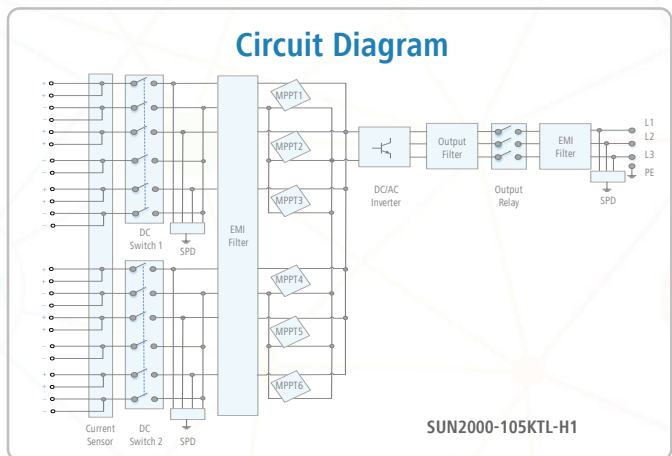 Circuit Diagram
MPPT1
MPPT2
MPPT3
MPPT4
MPPT5
MPPT6
EMI
Filter
DC
Switch 1
SPD
Current
Sensor
DC
Switch 2
SPD
DC/AC
Inverter
Output
Filter
Output
Relay
EMI
Filter
SPD
L1
L2
L3
PE
SUN2000-105KTL-H1